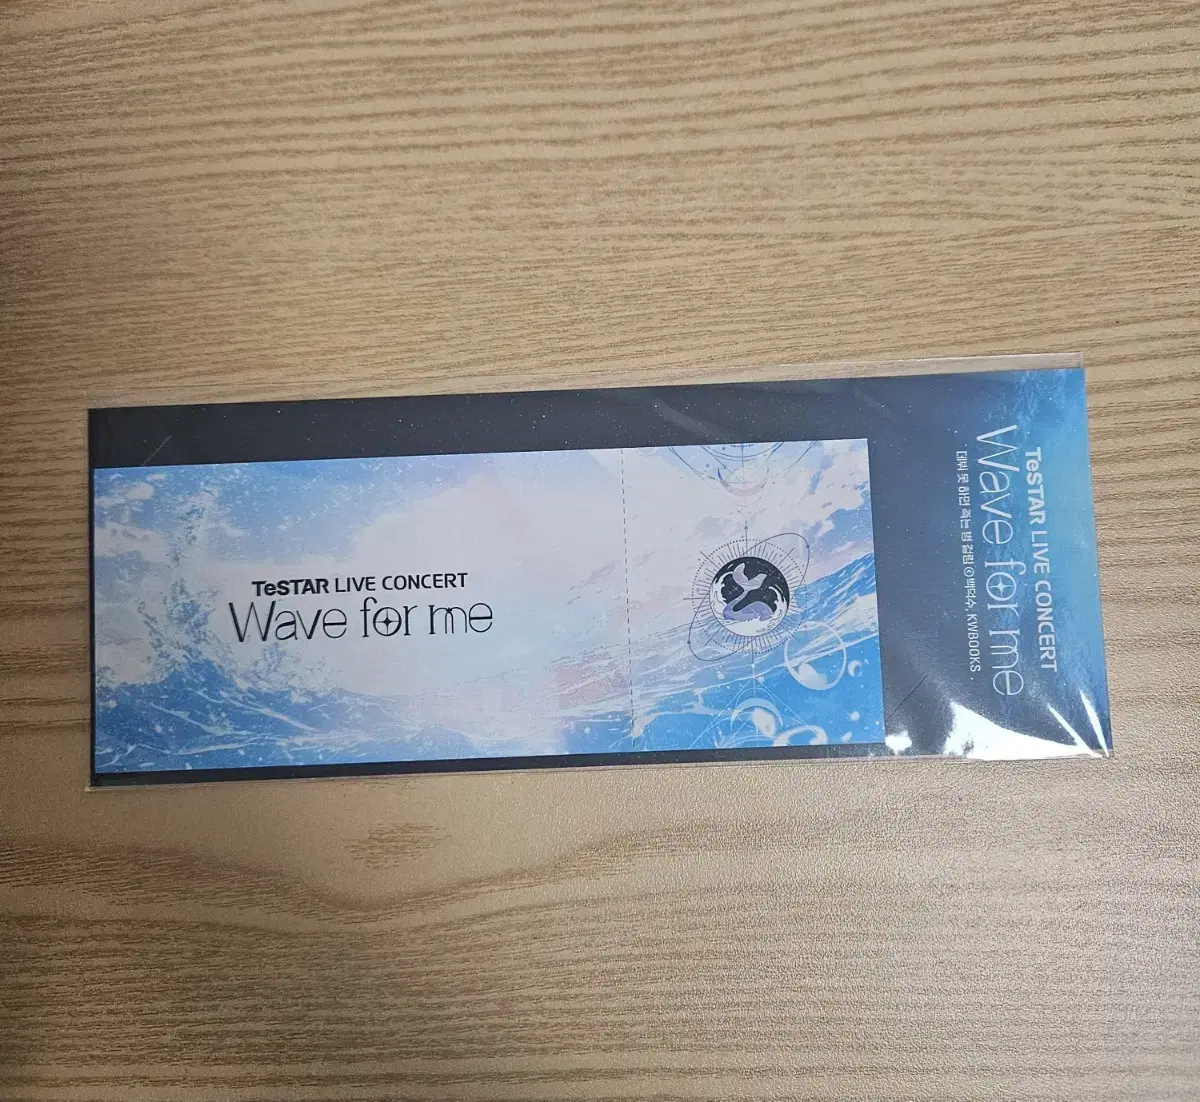 TeSTAR LIVE CONCERT
Wave for me
TeSTAR LIVE CONCERT
Wave for me
데뷔 못 하면 죽는 병 걸림 ©백덕수, KWBOOKS